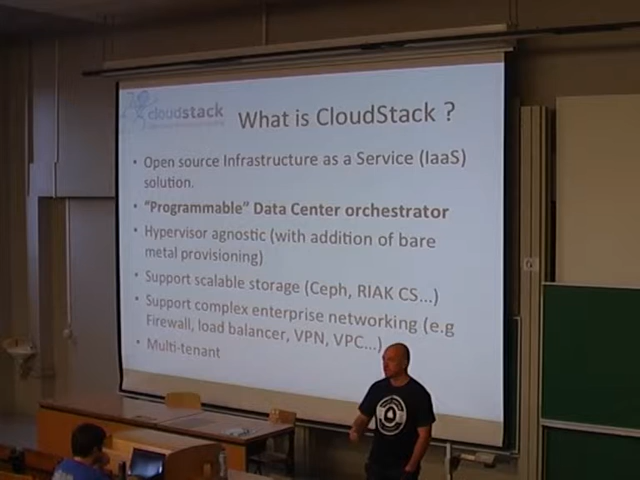 cloudstack
What is CloudStack ?
• Open source Infrastructure as a Service (IaaS)
solution.
• “Programmable” Data Center orchestrator
• Hypervisor agnostic (with addition of bare
metal provisioning)
• Support scalable storage (Ceph, RIAK CS…)
• Support complex enterprise networking (e.g
Firewall, load balancer, VPN, VPC…)
• Multi-tenant